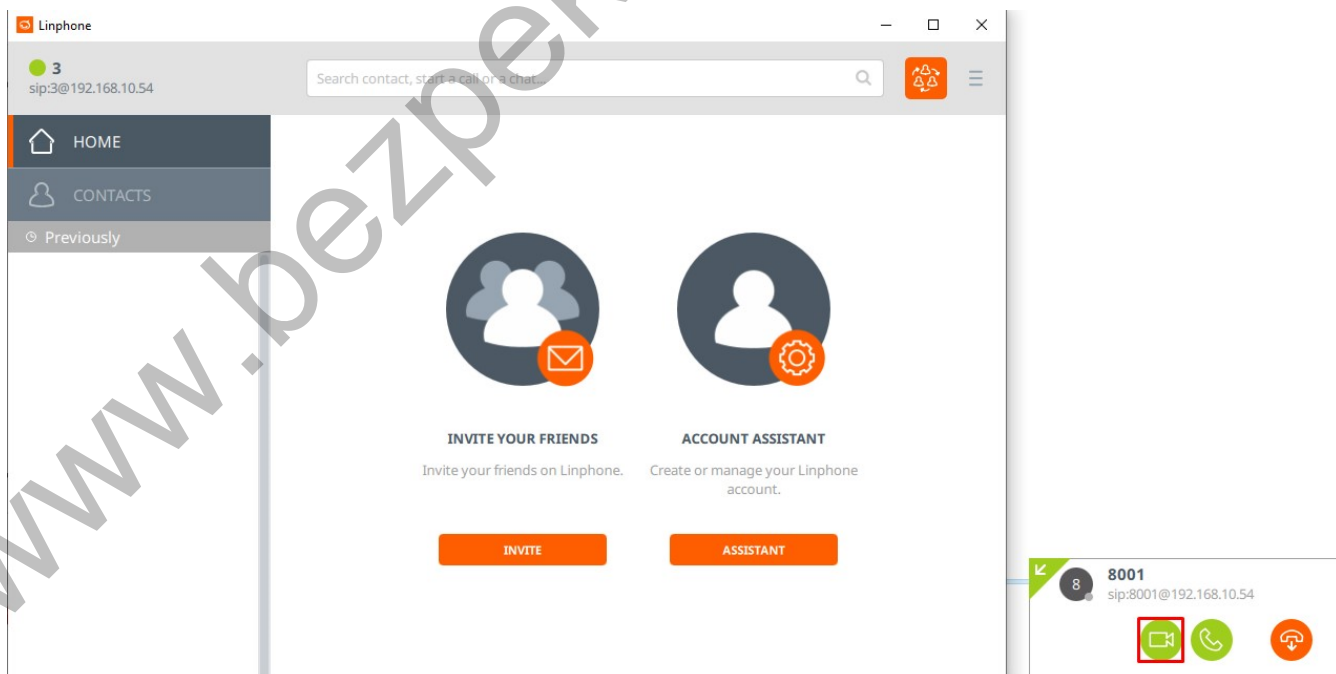 Linphone
3
sip:3@192.168.10.54
Search contact, start a call or a chat...
HOME
CONTACTS
Previously
INVITE YOUR FRIENDS
Invite your friends on Linphone.
INVITE
ACCOUNT ASSISTANT
Create or manage your Linphone
account.
ASSISTANT
8
8001
sip:8001@192.168.10.54
www.bezpe